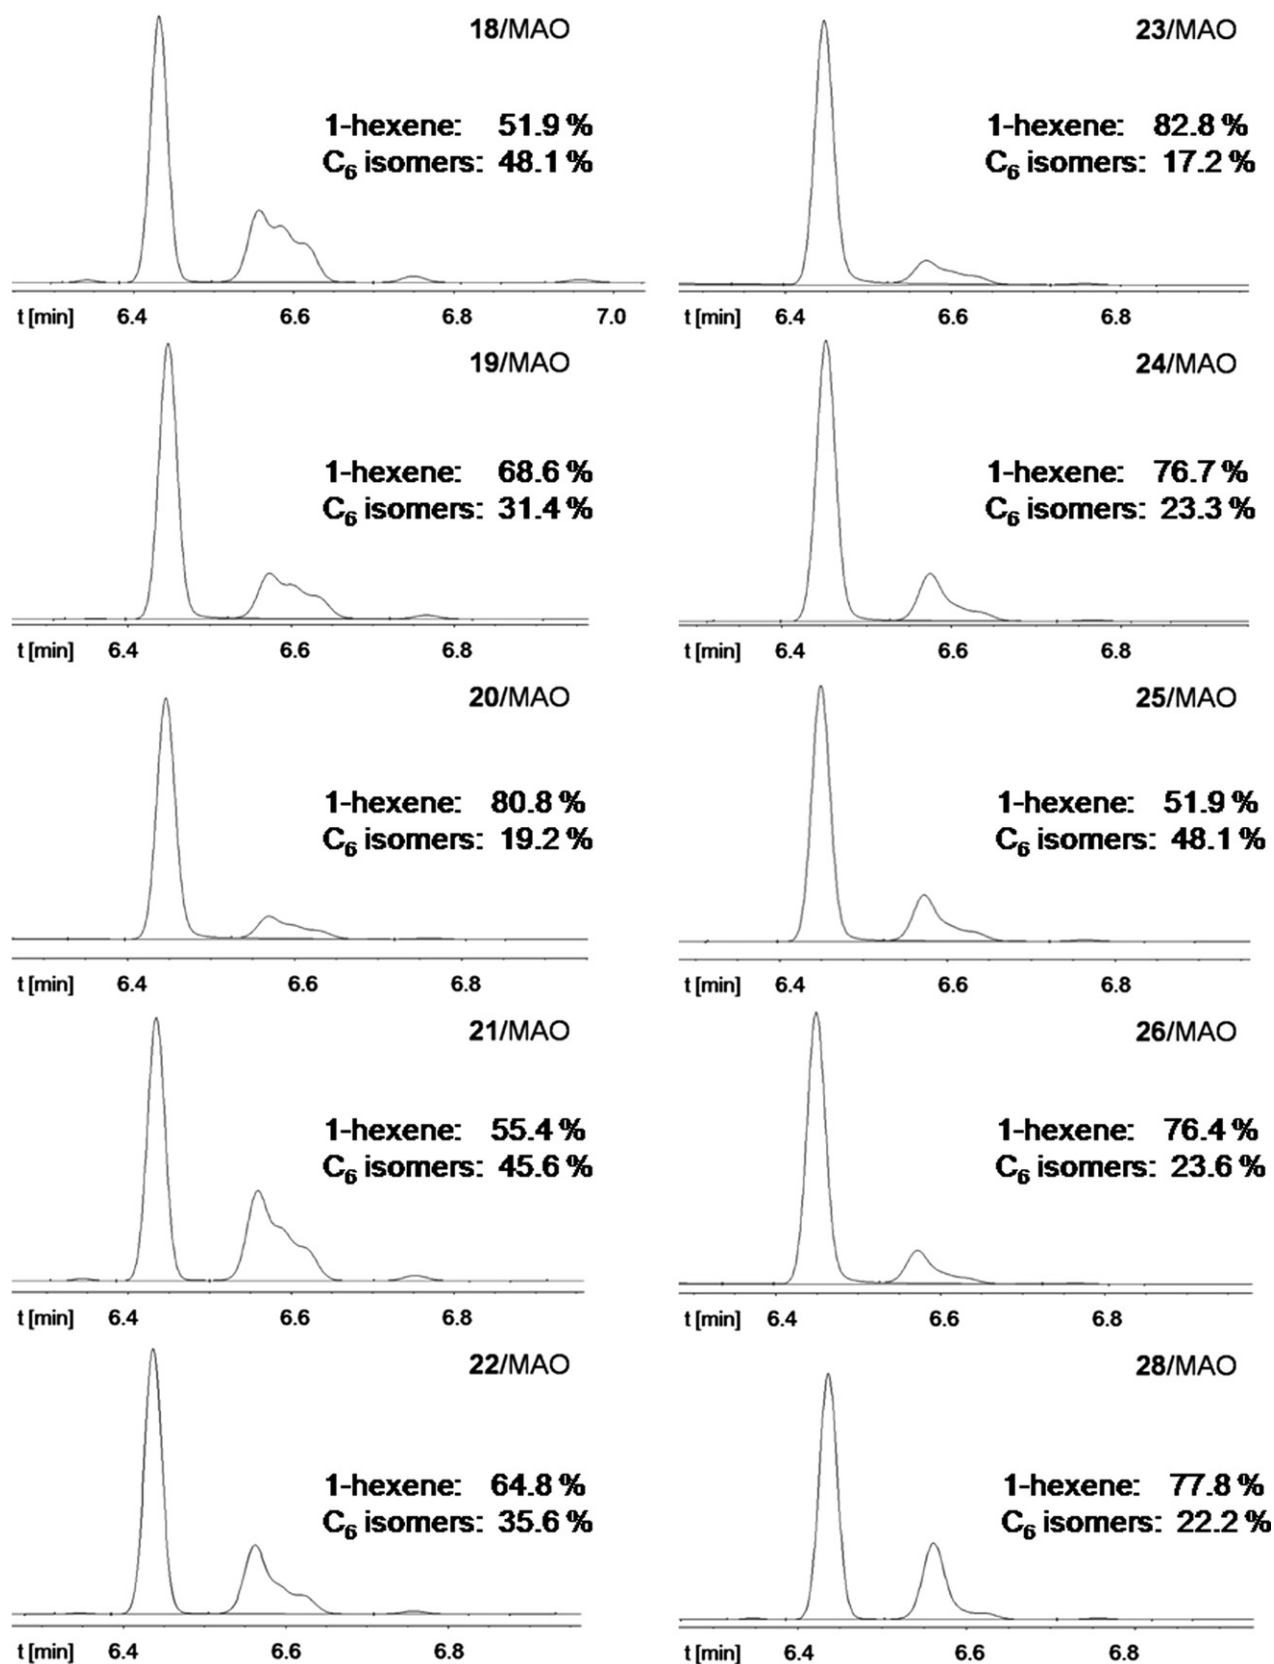 18/MAO
1-hexene: 51.9 %
C6 isomers: 48.1 %
t [min] 6.4 6.6 6.8 7.0
23/MAO
1-hexene: 82.8 %
C6 isomers: 17.2 %
t [min] 6.4 6.6 6.8
19/MAO
1-hexene: 68.6 %
C6 isomers: 31.4 %
t [min] 6.4 6.6 6.8
24/MAO
1-hexene: 76.7 %
C6 isomers: 23.3 %
t [min] 6.4 6.6 6.8
20/MAO
1-hexene: 80.8 %
C6 isomers: 19.2 %
t [min] 6.4 6.6 6.8
25/MAO
1-hexene: 51.9 %
C6 isomers: 48.1 %
t [min] 6.4 6.6 6.8
21/MAO
1-hexene: 55.4 %
C6 isomers: 45.6 %
t [min] 6.4 6.6 6.8
26/MAO
1-hexene: 76.4 %
C6 isomers: 23.6 %
t [min] 6.4 6.6 6.8
22/MAO
1-hexene: 64.8 %
C6 isomers: 35.6 %
t [min] 6.4 6.6 6.8
28/MAO
1-hexene: 77.8 %
C6 isomers: 22.2 %
t [min] 6.4 6.6 6.8